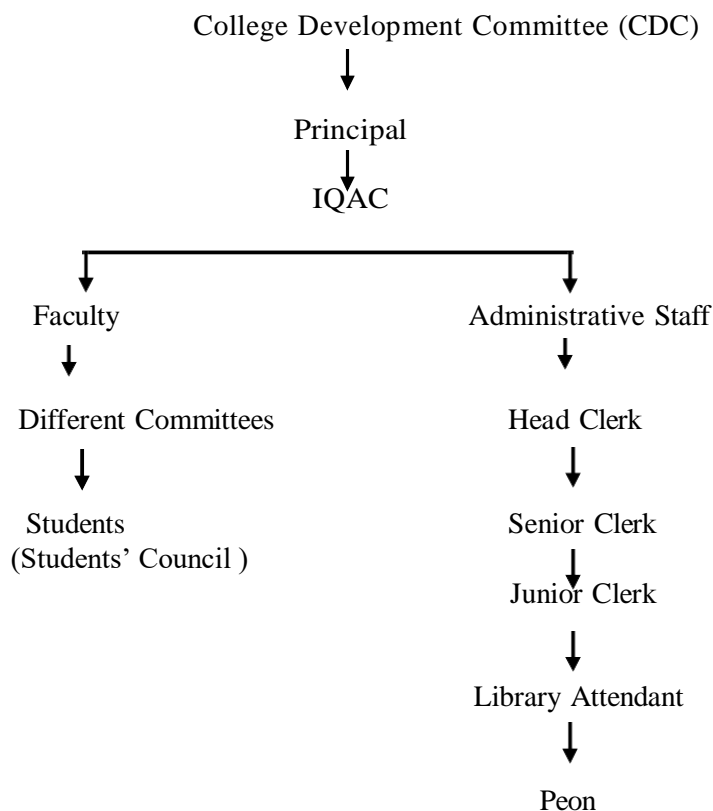 College Development Committee (CDC)
Principal
IQAC
Faculty
Administrative Staff
Different Committees
Head Clerk
Students
(Students’ Council )
Senior Clerk
Junior Clerk
Library Attendant
Peon